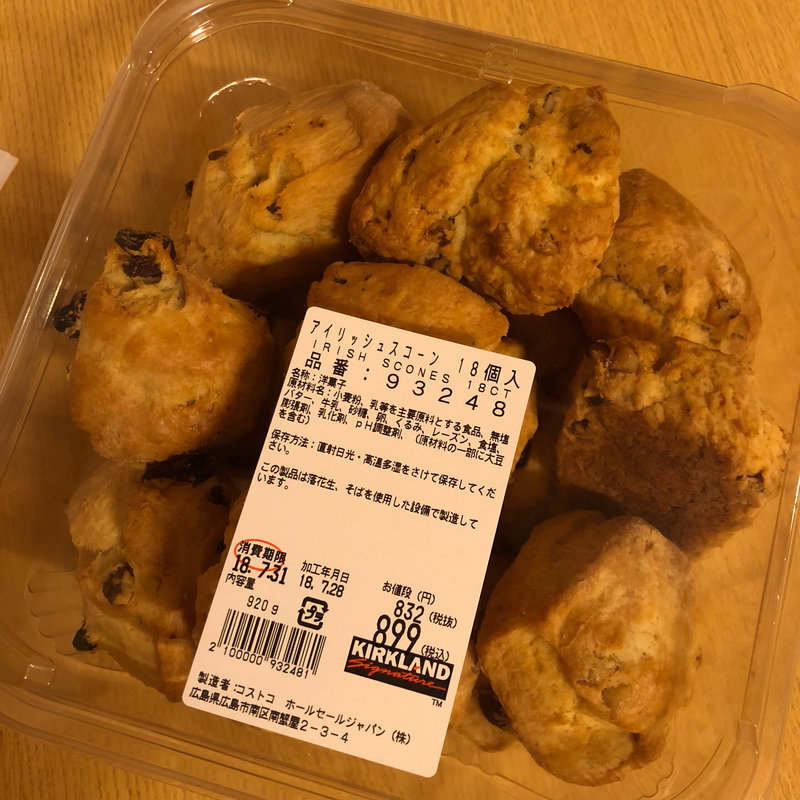 アイリッシュスコーン 18個入
IRISH SCONES 18CT
品番: 93248
名称:洋菓子
原材料名:小麦粉、乳等を主要原料とする食品、無塩
バター、牛乳、砂糖、卵、くるみ、レーズン、食塩、
膨張剤、乳化剤、pH調整剤、(原材料の一部に大豆
を含む)
保存方法:直射日光・高温多湿をさけて保存してくだ
さい。
この製品は落花生、そばを使用した設備で製造して
います。
消費期限 加工年月日 お値段 (円)
18.7.31 18.7.28 832 (税抜)
内容量 899 (税込)
920g プラ
KIRKLAND
Signature
TM
2 100000 932481
製造者:コストコ ホールセールジャパン (株)
広島県広島市南区南蟹屋2-3-4